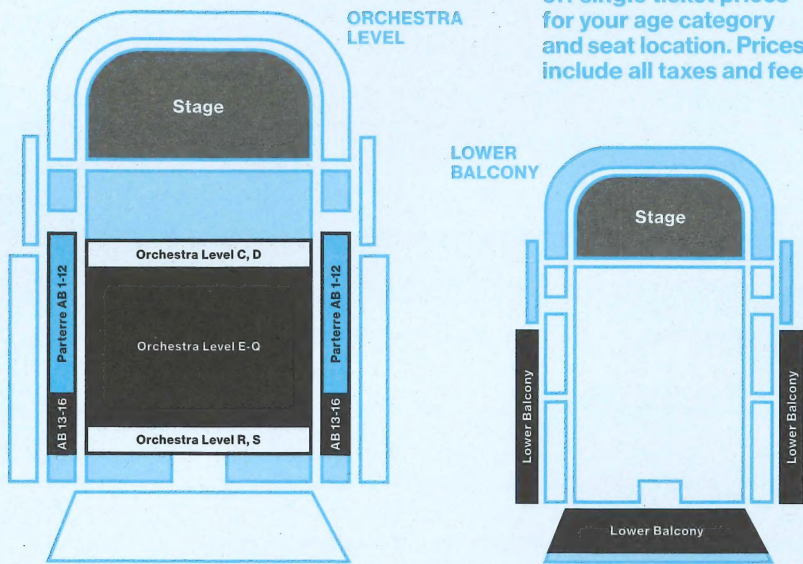 for your age category
and seat location. Prices
include all taxes and fee
ORCHESTRA
LEVEL
Stage
Orchestra Level C, D
Parterre AB 1-12
Parterre AB 1-12
Orchestra Level E-Q
AB 13-16
AB 13-16
Orchestra Level R, S
LOWER
BALCONY
Stage
Lower Balcony
Lower Balcony
Lower Balcony